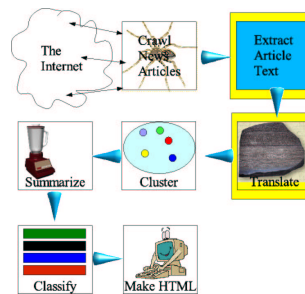 The
Internet
Crawl
News
Articles
Extract
Article
Text
Summarize
Cluster
Translate
Classify
Make HTML